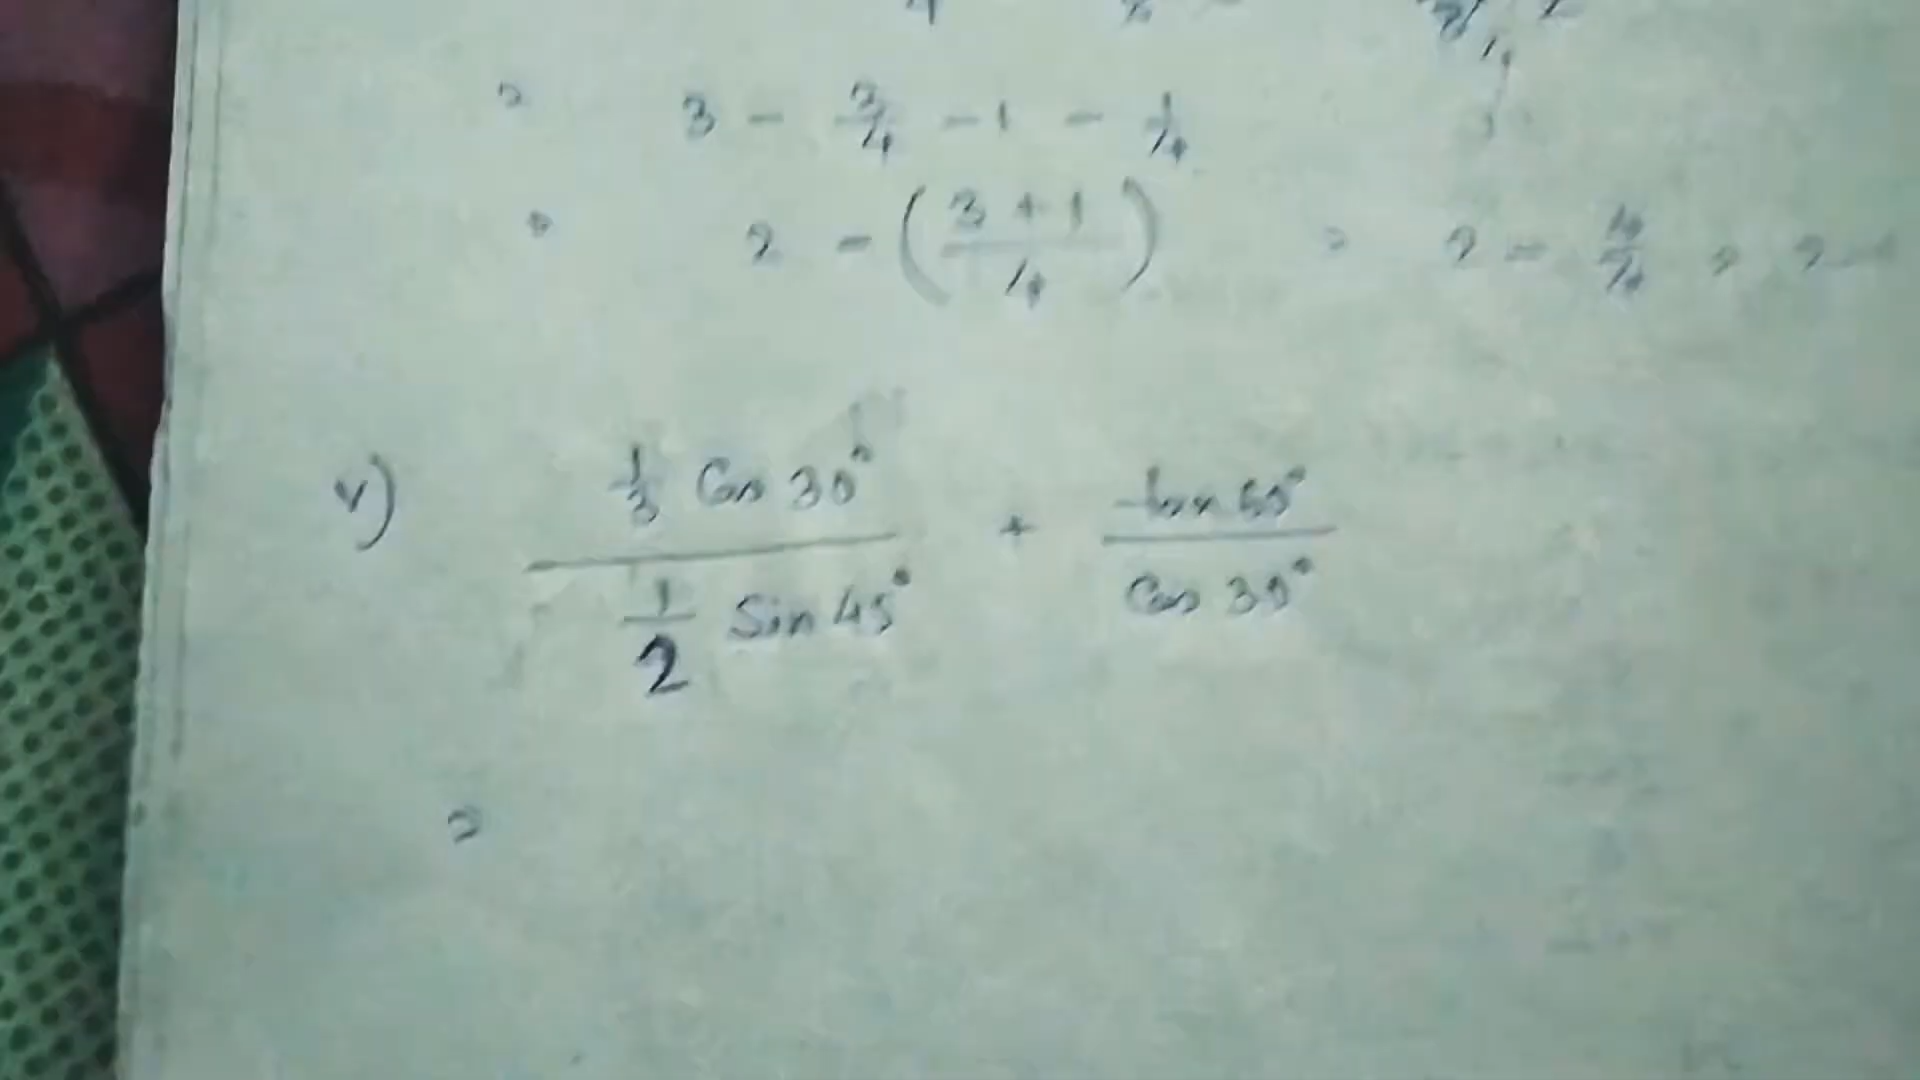 3 - 3/4 - 1 - 1/4
= 2 - ( 3 + 1 / 4 ) = 2 - 4/4 = 2 -
v) 1/3 Cos 30° / 1/2 Sin 45° + tan 60° / Cos 30°
=